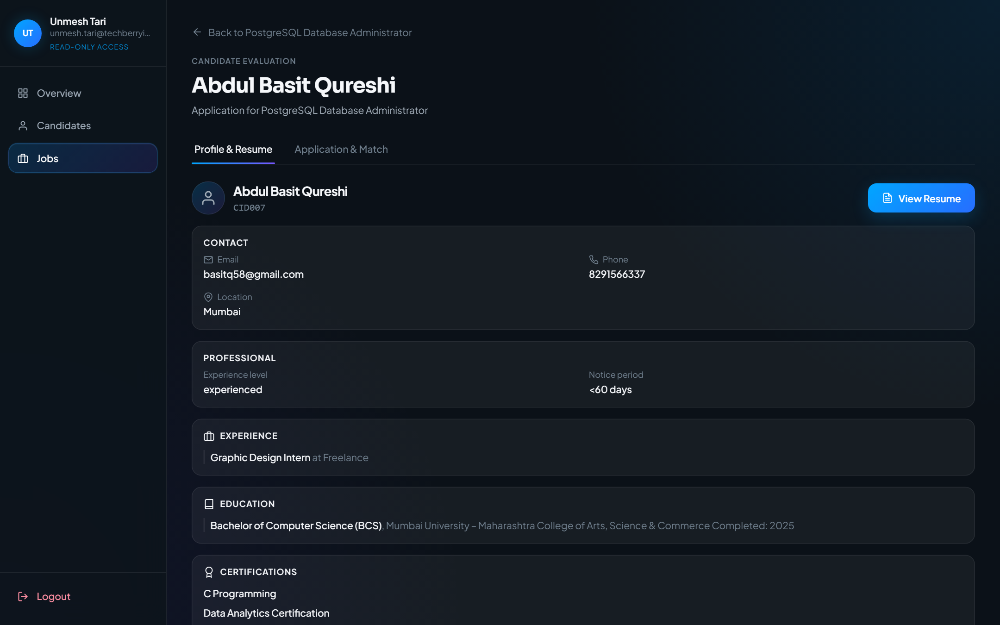 UT
Unmesh Tari
unmesh.tari@techberryi...
READ-ONLY ACCESS
Overview
Candidates
Jobs
Logout
Back to PostgreSQL Database Administrator
CANDIDATE EVALUATION
Abdul Basit Qureshi
Application for PostgreSQL Database Administrator
Profile & Resume
Application & Match
Abdul Basit Qureshi
CID007
View Resume
CONTACT
Email
basitq58@gmail.com
Phone
8291566337
Location
Mumbai
PROFESSIONAL
Experience level
experienced
Notice period
<60 days
EXPERIENCE
Graphic Design Intern at Freelance
EDUCATION
Bachelor of Computer Science (BCS), Mumbai University – Maharashtra College of Arts, Science & Commerce Completed: 2025
CERTIFICATIONS
C Programming
Data Analytics Certification